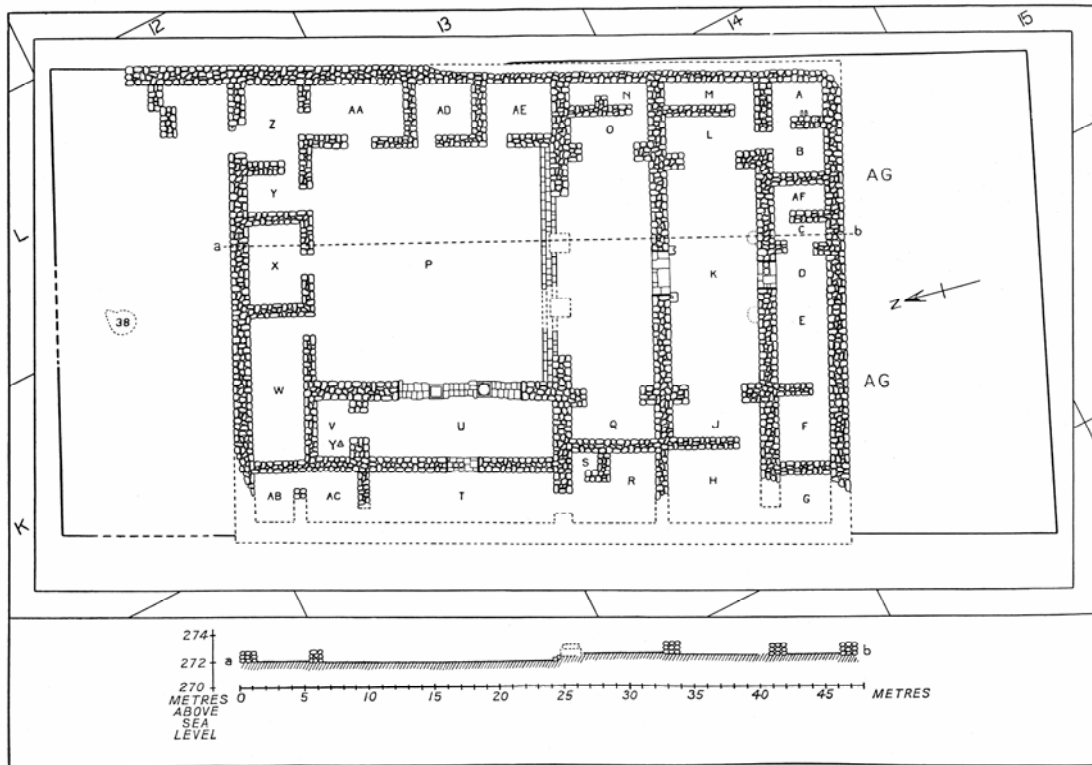 12 13 14 15
L
K
N M A
Z AA AD AE O L
B AG
Y AF
C
a b
X P K D
N
38 E
AG
W
V U Q J F
Y
S
AB AC T R H G
274
a b
272
270
0 5 10 15 20 25 30 35 40 45 METRES
METRES
ABOVE
SEA
LEVEL